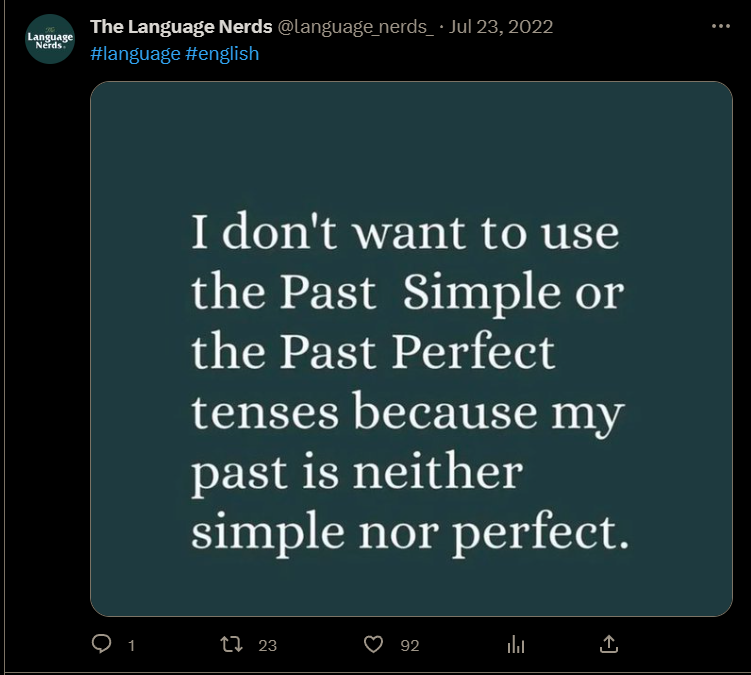 The Language Nerds @language_nerds_ · Jul 23, 2022
#language #english
The
Language
Nerds.
I don't want to use
the Past  Simple or
the Past Perfect
tenses because my
past is neither
simple nor perfect.
1 23 92